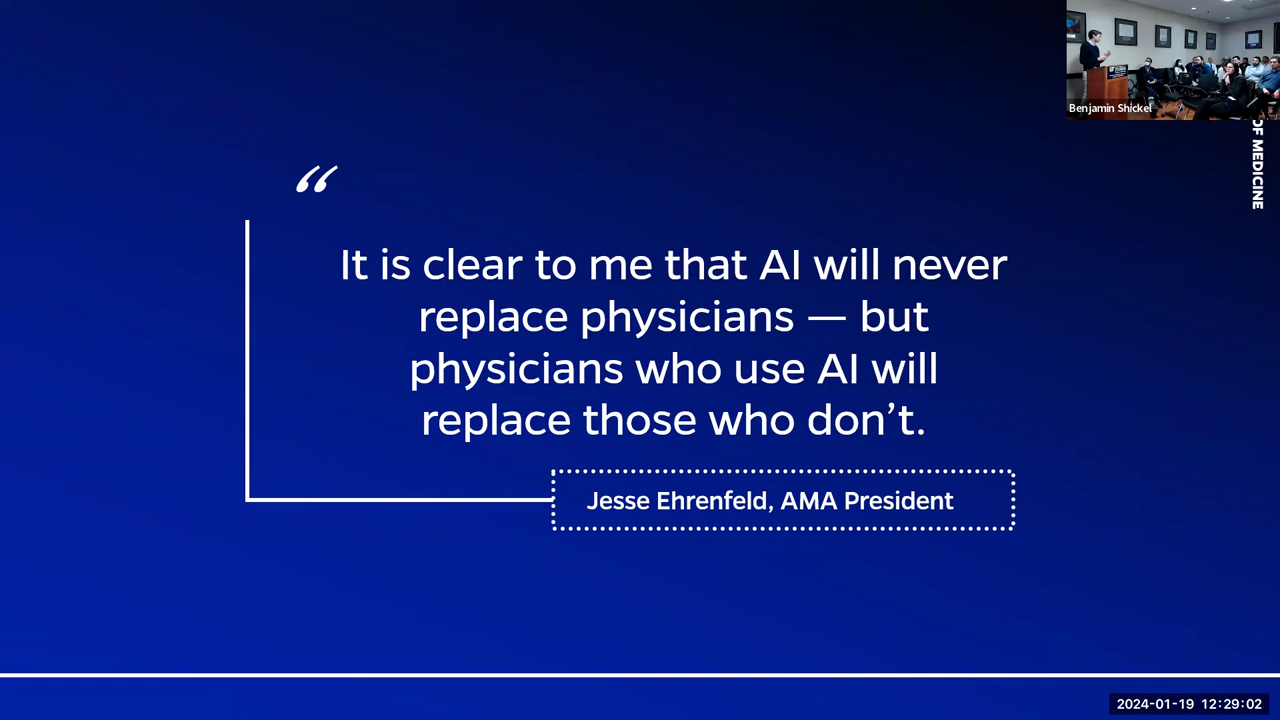 Benjamin Shickel
OF MEDICINE
“
It is clear to me that AI will never
replace physicians — but
physicians who use AI will
replace those who don’t.
Jesse Ehrenfeld, AMA President
2024-01-19 12:29:02